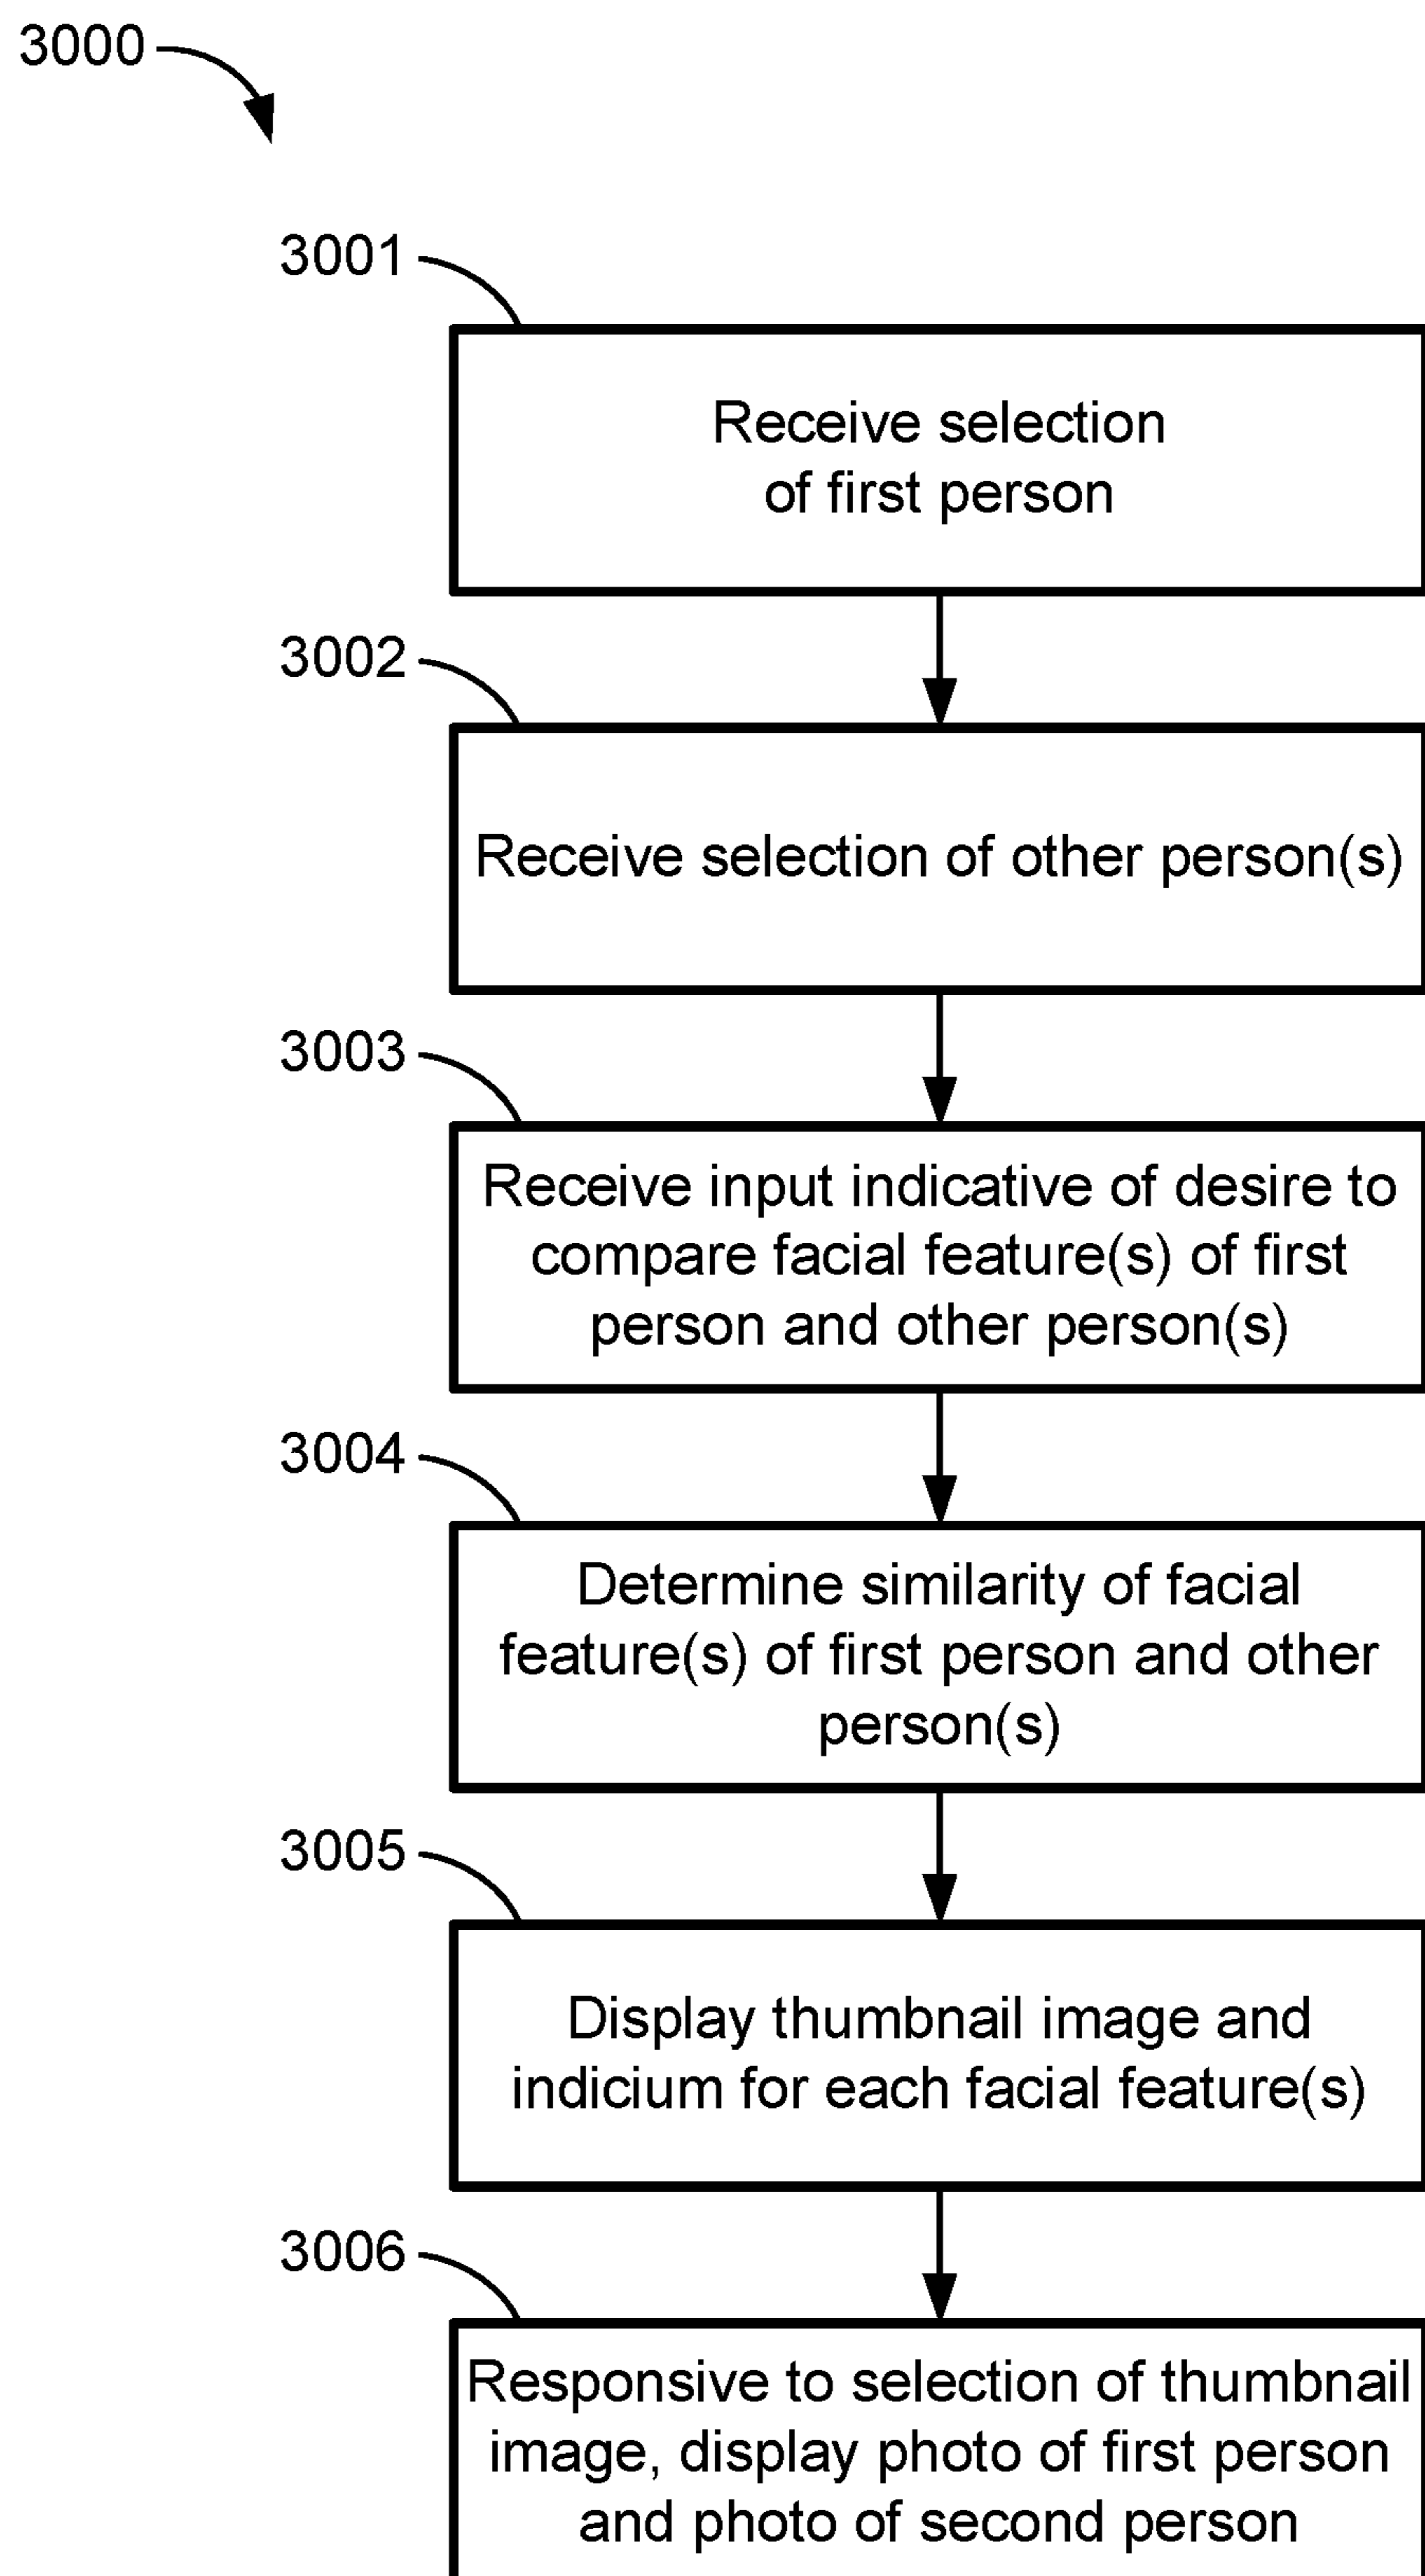 3000
3001
Receive selection
of first person
3002
Receive selection of other person(s)
3003
Receive input indicative of desire to
compare facial feature(s) of first
person and other person(s)
3004
Determine similarity of facial
feature(s) of first person and other
person(s)
3005
Display thumbnail image and
indicium for each facial feature(s)
3006
Responsive to selection of thumbnail
image, display photo of first person
and photo of second person